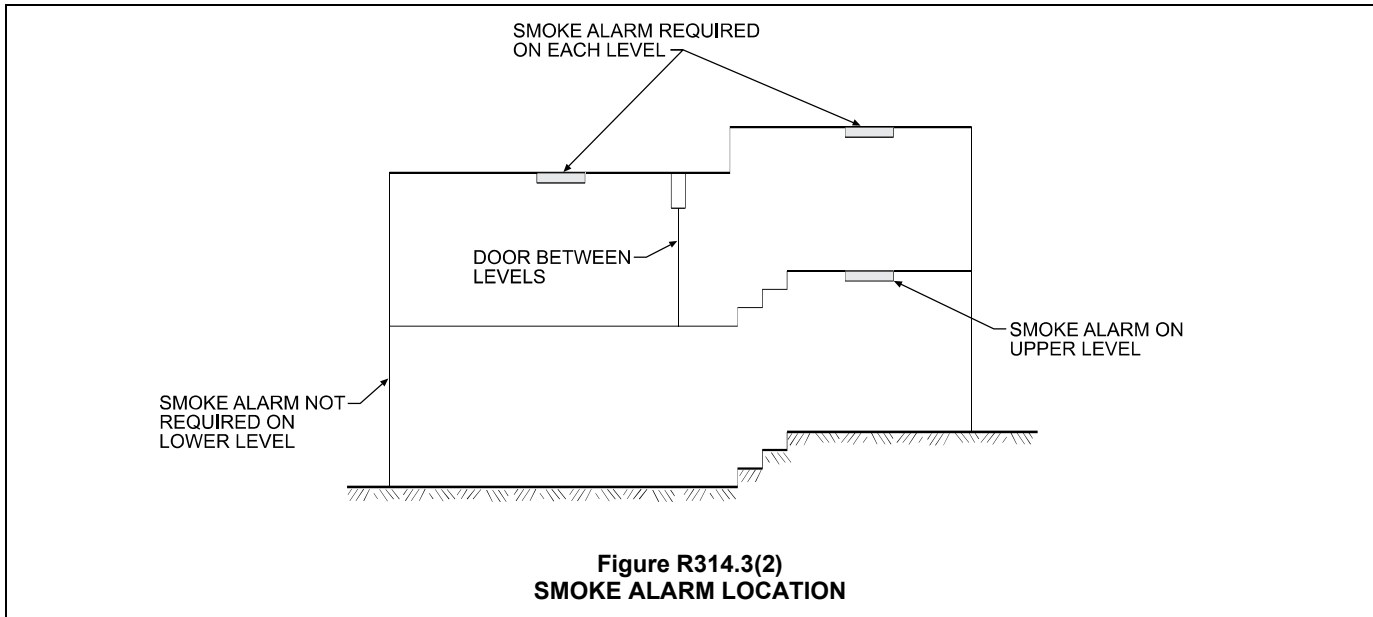 SMOKE ALARM REQUIRED
ON EACH LEVEL
DOOR BETWEEN
LEVELS
SMOKE ALARM ON
UPPER LEVEL
SMOKE ALARM NOT
REQUIRED ON
LOWER LEVEL
Figure R314.3(2)
SMOKE ALARM LOCATION